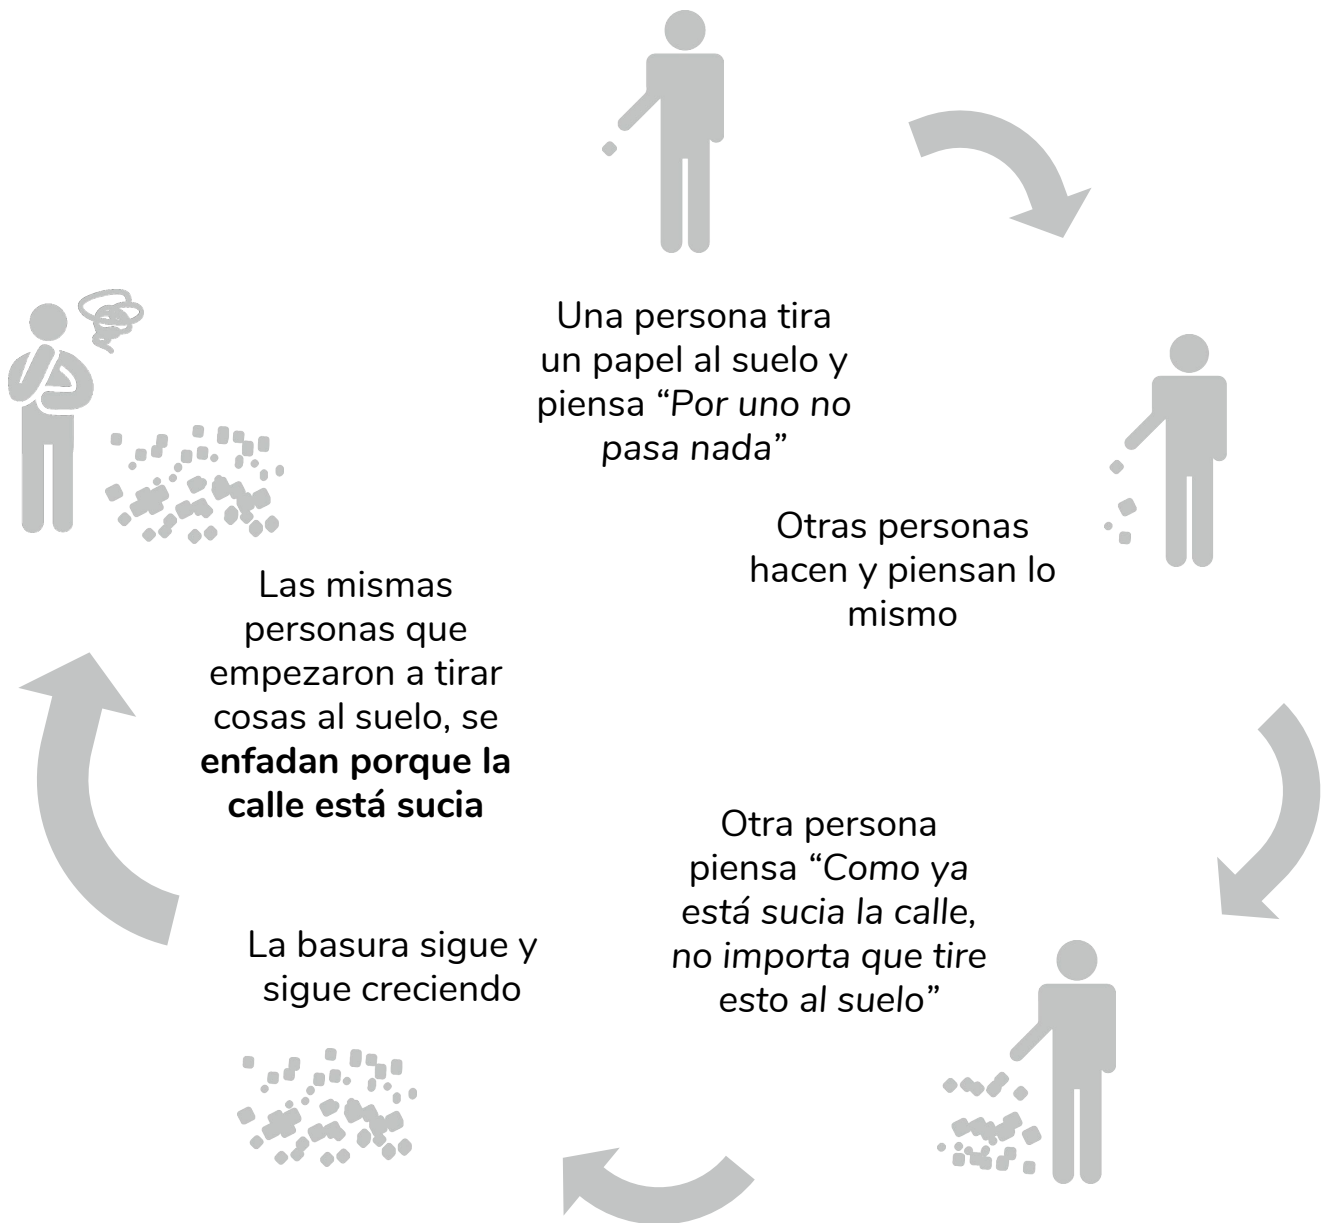 Una persona tira
un papel al suelo y
piensa “Por uno no
pasa nada”
Otras personas
hacen y piensan lo
mismo
Otra persona
piensa “Como ya
está sucia la calle,
no importa que tire
esto al suelo”
La basura sigue y
sigue creciendo
Las mismas
personas que
empezaron a tirar
cosas al suelo, se
enfadan porque la
calle está sucia